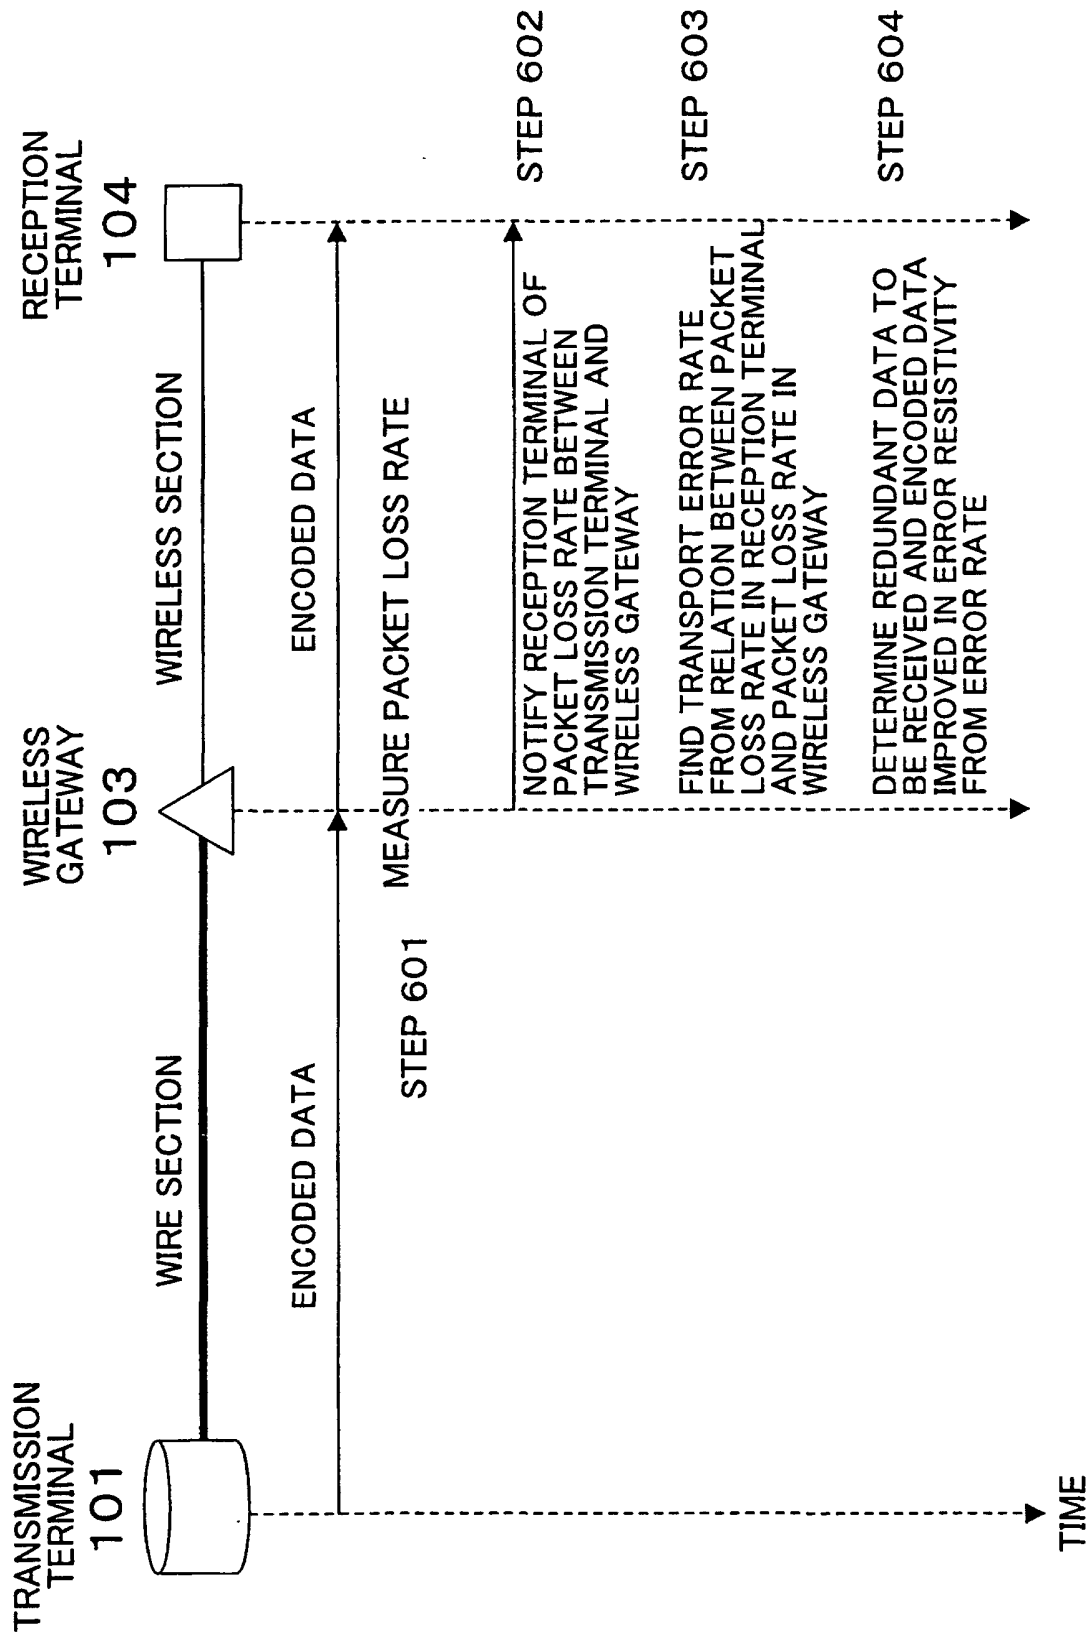 TRANSMISSION
TERMINAL
101
WIRELESS
GATEWAY
103
RECEPTION
TERMINAL
104
WIRE SECTION
WIRELESS SECTION
ENCODED DATA
ENCODED DATA
MEASURE PACKET LOSS RATE
STEP 601
NOTIFY RECEPTION TERMINAL OF
PACKET LOSS RATE BETWEEN
TRANSMISSION TERMINAL AND
WIRELESS GATEWAY
STEP 602
FIND TRANSPORT ERROR RATE
FROM RELATION BETWEEN PACKET
LOSS RATE IN RECEPTION TERMINAL
AND PACKET LOSS RATE IN
WIRELESS GATEWAY
STEP 603
DETERMINE REDUNDANT DATA TO
BE RECEIVED AND ENCODED DATA
IMPROVED IN ERROR RESISTIVITY
FROM ERROR RATE
STEP 604
TIME